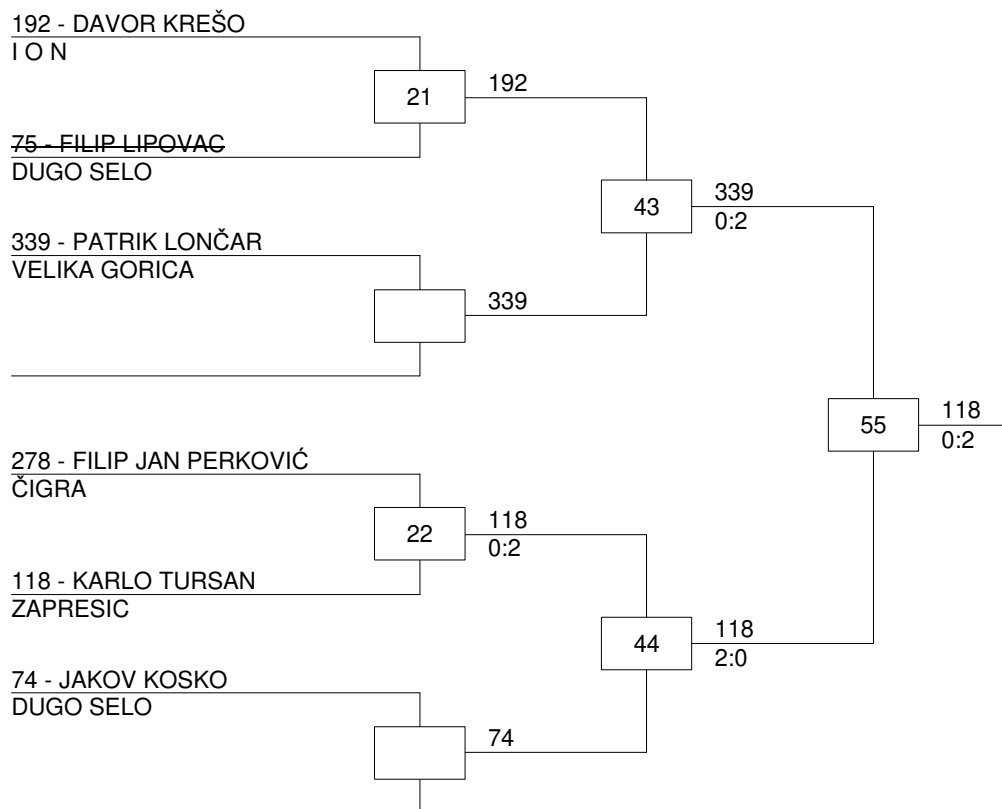 192 - DAVOR KREŠO
I O N
21
192
75 - FILIP LIPOVAC
DUGO SELO
43
339
0:2
339 - PATRIK LONČAR
VELIKA GORICA
339
55
118
0:2
278 - FILIP JAN PERKOVIĆ
ČIGRA
22
118
0:2
118 - KARLO TURSAN
ZAPRESIC
44
118
2:0
74 - JAKOV KOSKO
DUGO SELO
74